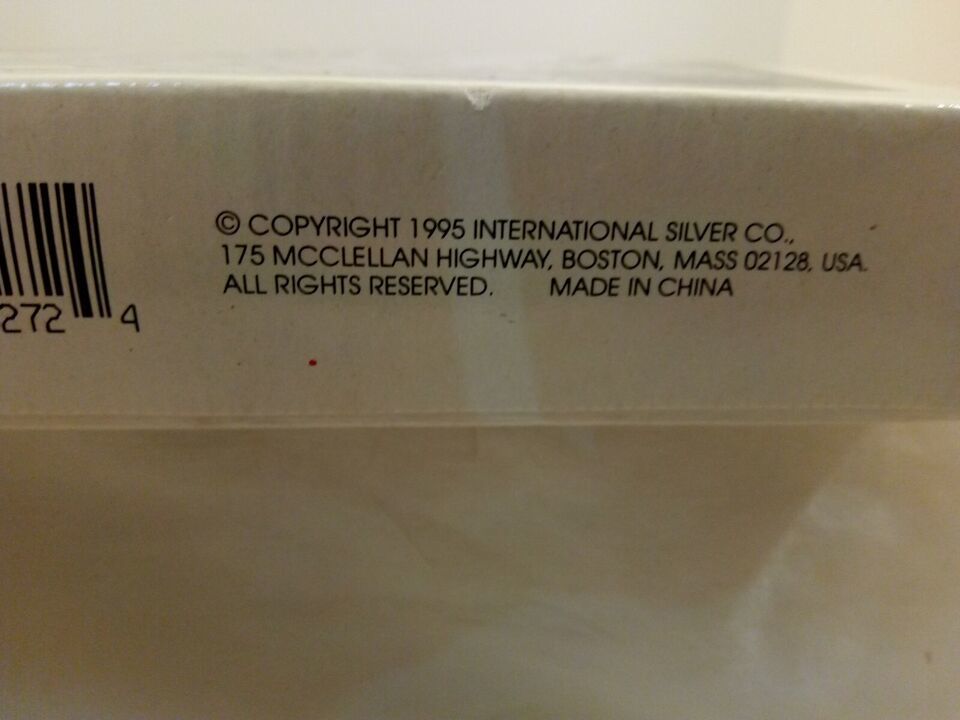 © COPYRIGHT 1995 INTERNATIONAL SILVER CO.,
175 MCCLELLAN HIGHWAY, BOSTON, MASS 02128, USA.
ALL RIGHTS RESERVED. MADE IN CHINA
272 4